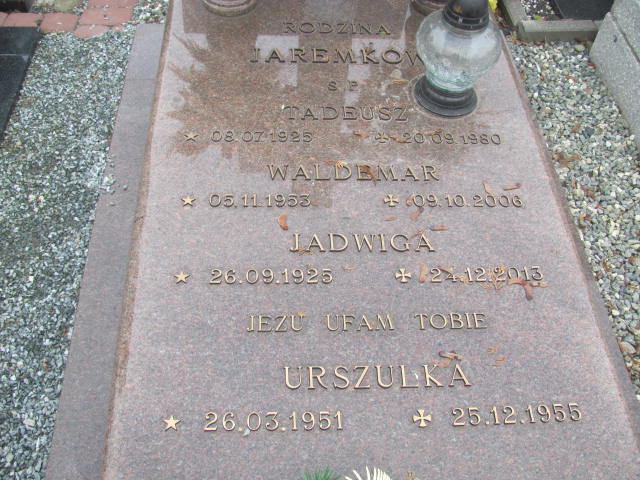 RODZINA
JAREMKÓW
Ś.P.
TADEUSZ
★ 08.07.1925 ✠ 20.09.1980
WALDEMAR
★ 05.11.1953 ✠ 09.10.2006
JADWIGA
★ 26.09.1925 ✠ 24.12.2013
JEZU UFAM TOBIE
URSZULKA
★ 26.03.1951 ✠ 25.12.1955